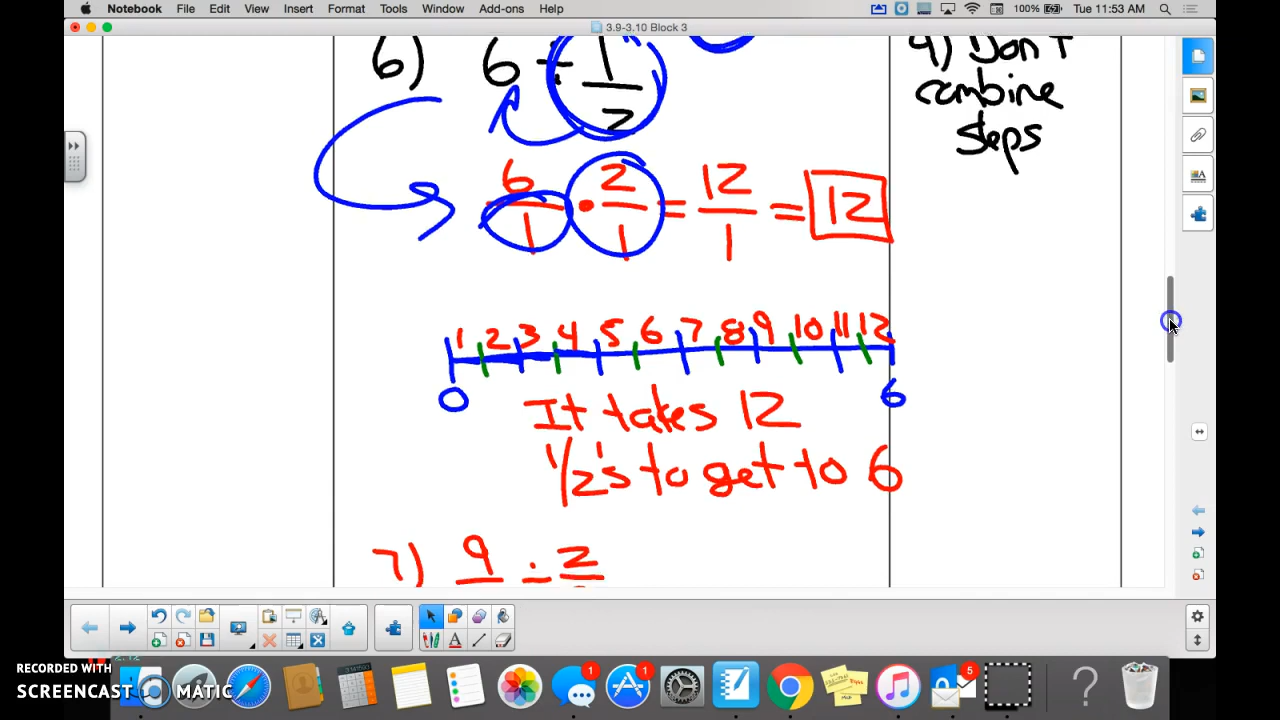 Notebook File Edit View Insert Format Tools Window Add-ons Help 100% Tue 11:53 AM
3.9-3.10 Block 3
6) 6 ÷ 1/2
4) Don't
combine
steps
6/1 • 2/1 = 12/1 = 12
1 2 3 4 5 6 7 8 9 10 11 12
0 6
It takes 12
1/2's to get to 6
7) 9 ÷ 2
A
RECORDED WITH
SCREENCAST MATIC
1 1 5